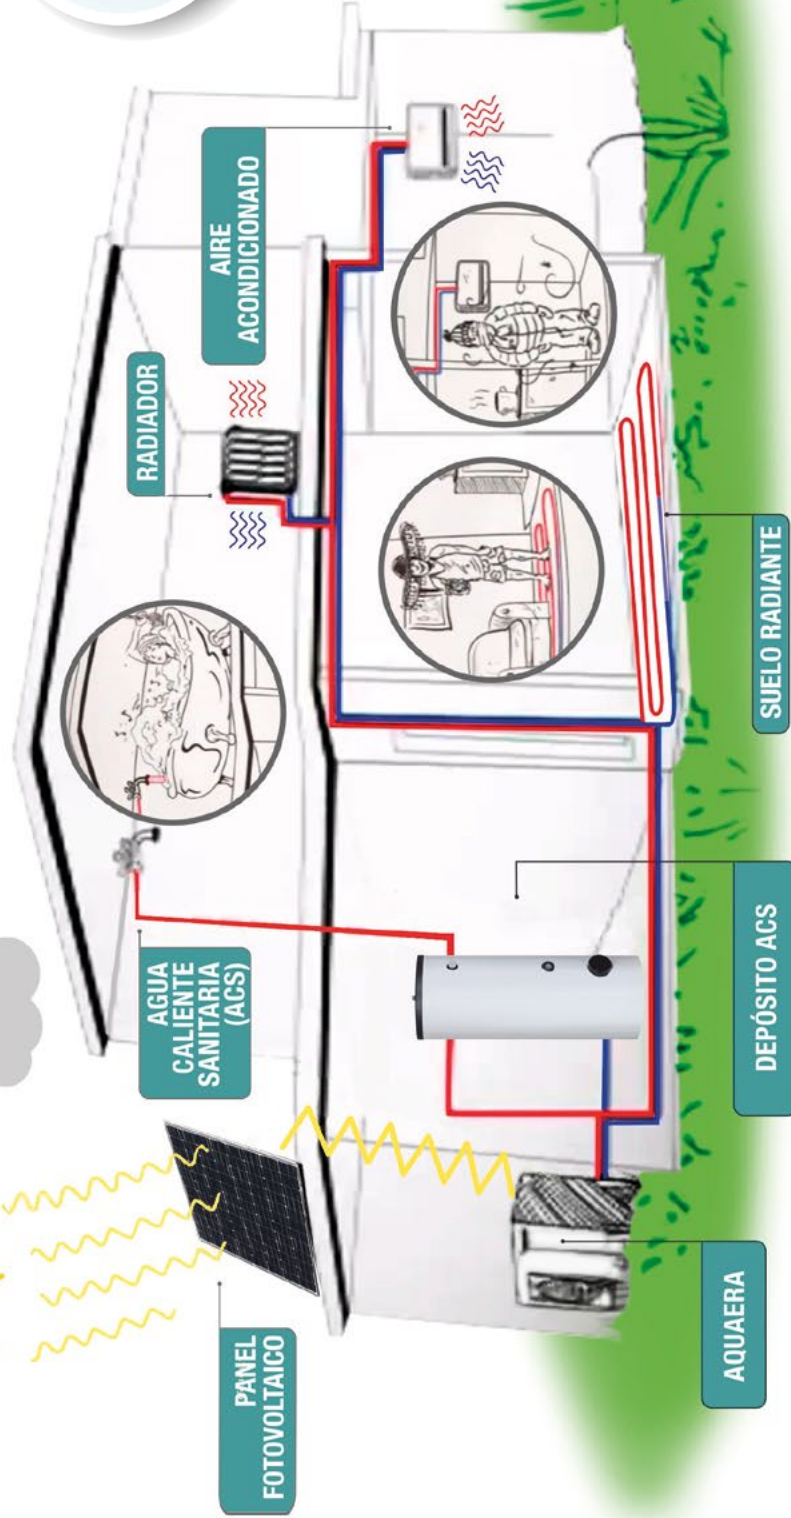 PANEL
FOTOVOLTAICO
AGUA
CALIENTE
SANITARIA
(ACS)
RADIADOR
AIRE
ACONDICIONADO
AQUAERA
DEPÓSITO ACS
SUELO RADIANTE